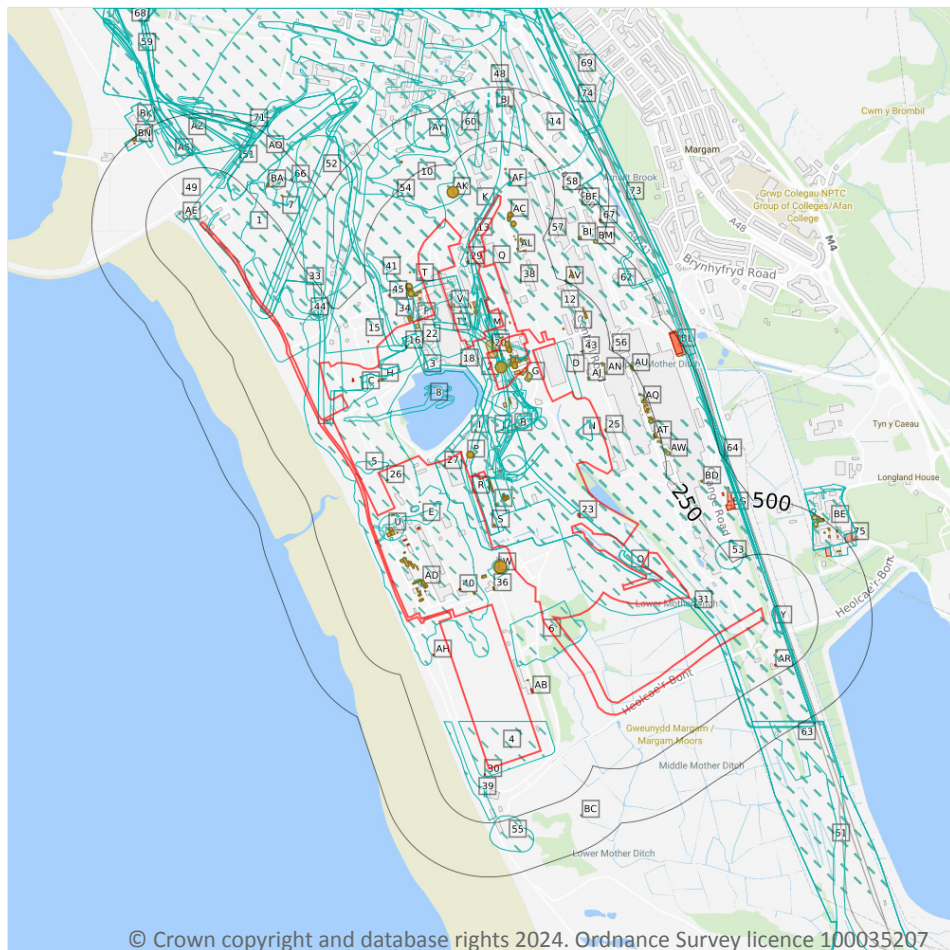 68
59
69
48
74
BJ
BK
71
60
14
AZ
AY
BN
Cwm y Brombil
AQ
Margam
51
52
10
BA
66
58
Arnallt Brook
73
49
54
AK
AF
BF
Grwp Colegau NPTC
Group of Colleges/Afan
College
7
K
AE
AC
67
A48
1
13
57
BI
BM
M4
AL
29
Q
Brynhyfryd Road
41
T
38
AV
62
33
45
12
44
34
V
P
15
22
M
16
43
56
BL
3
18
D
AN
AU
Mother Ditch
H
G
AJ
C
8
AQ
I
B
N
25
Tyn y Caeau
AT
5
AW
64
27
26
BD
Longland House
R
250
500
E
23
BE
U
S
75
53
O
AD
40
36
Heolcae'r-Bont
31
Lower Mother Ditch
Y
6
AH
AR
AB
Heolcae'r-Bont
4
Gweunydd Margam /
Margam Moors
63
30
Middle Mother Ditch
39
BC
55
61
Lower Mother Ditch
© Crown copyright and database rights 2024. Ordnance Survey licence 100035207.